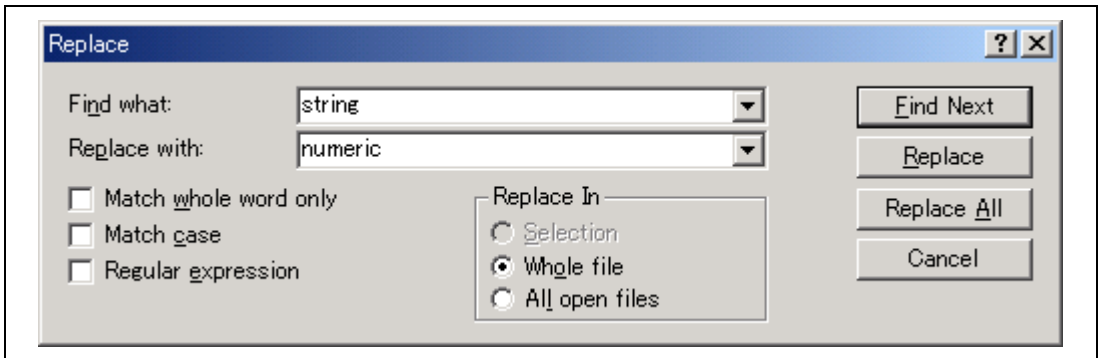 Replace
Find what: string
Replace with: numeric
Match whole word only
Match case
Regular expression
Replace In
Selection
Whole file
All open files
Find Next
Replace
Replace All
Cancel